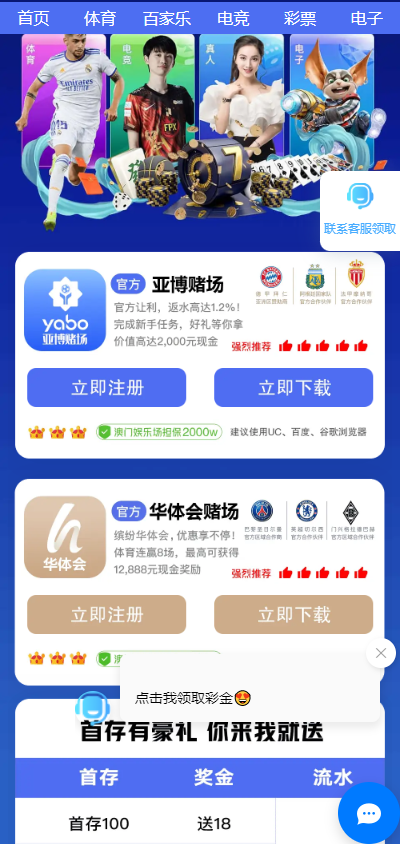 首页 体育 百家乐 电竞 彩票 电子
体育 电竞 真人 电子
FPX
联系客服领取
yabo
亚博赌场
官方 亚博赌场
官方让利，返水高达1.2%！
完成新手任务，好礼等你拿
价值高达2,000元现金
强烈推荐
立即注册 立即下载
澳门娱乐场担保2000w 建议使用UC、百度、谷歌浏览器
华体会
官方 华体会赌场
缤纷华体会，优惠享不停！
体育连赢8场，最高可获得
12,888元现金奖励
强烈推荐
立即注册 立即下载
点击我领取彩金
首存有豪礼 你来我就送
首存 奖金 流水
首存100 送18